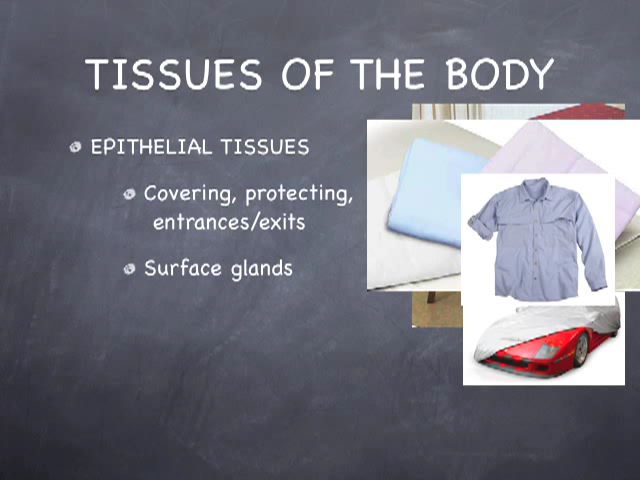 TISSUES OF THE BODY
EPITHELIAL TISSUES
Covering, protecting,
entrances/exits
Surface glands